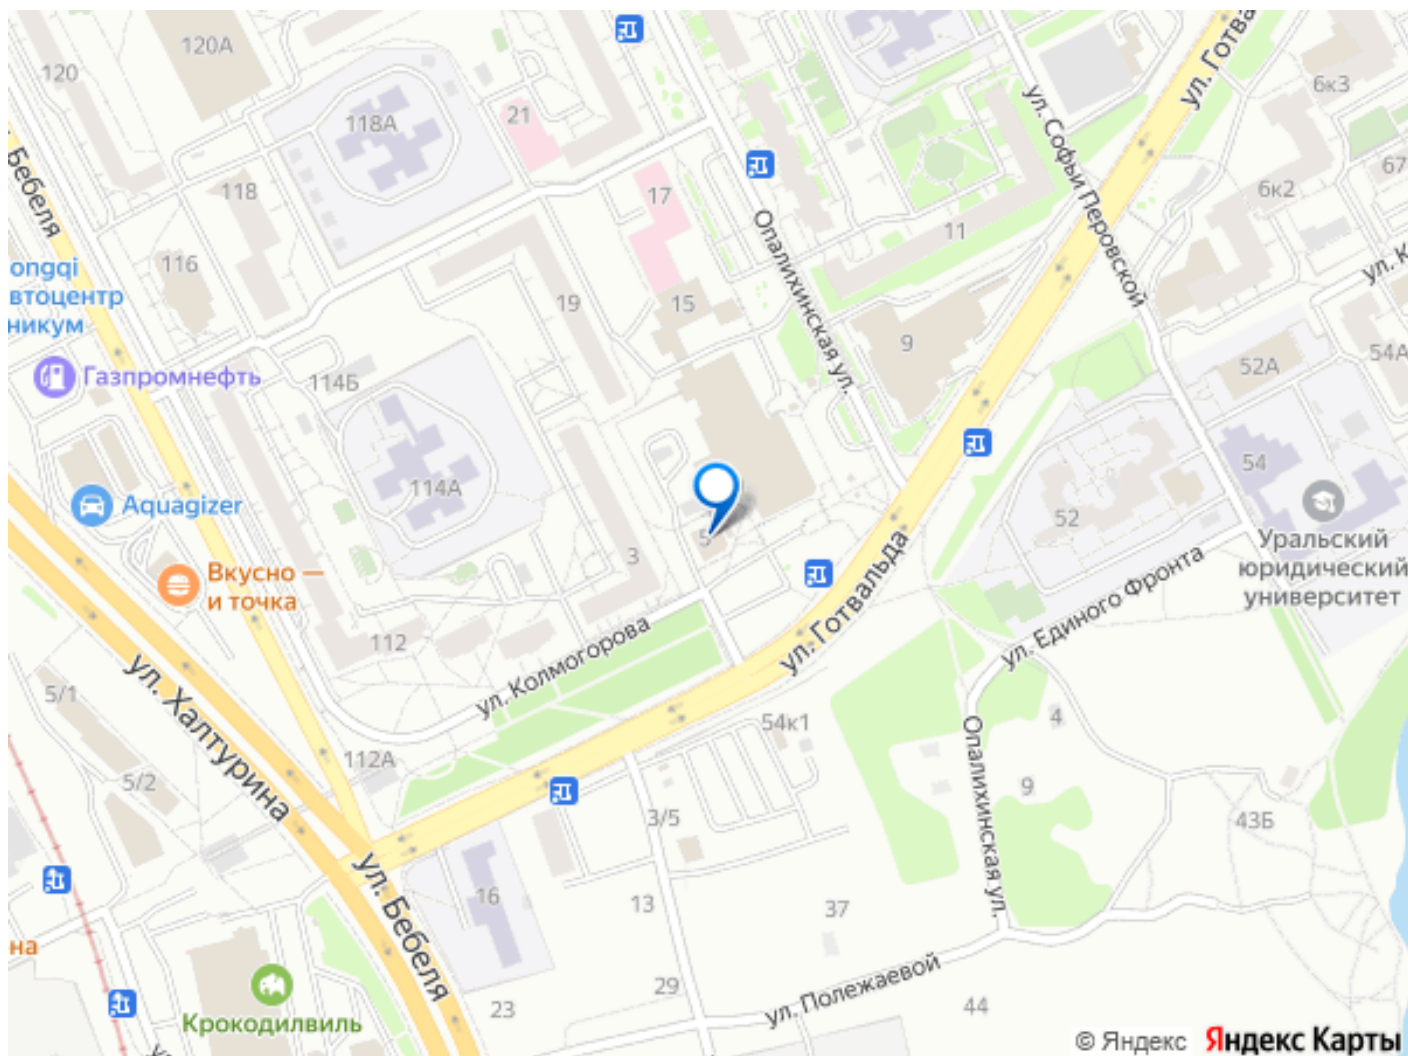 120А
120
118А
21
ул. Готва
6к3
ул. Софьи Перовской
67
6к2
17
118
Бебеля
Опалихинская ул.
11
116
ongqi
втоцентр
никум
19
15
9
ул. К
Газпромнефть
114Б
52А
54А
114А
Aquagizer
54
52
Уральский
юридический
университет
5
3
Вкусно —
и точка
ул. Готвальда
ул. Единого Фронта
112
ул. Колмогорова
5/1
ул. Халтурина
54к1
4
Опалихинская ул.
112А
5/2
9
3/5
43Б
ул. Бебеля
16
13
37
на
29
ул. Полежаевой
23
44
Крокодилвиль
© Яндекс Яндекс Карты